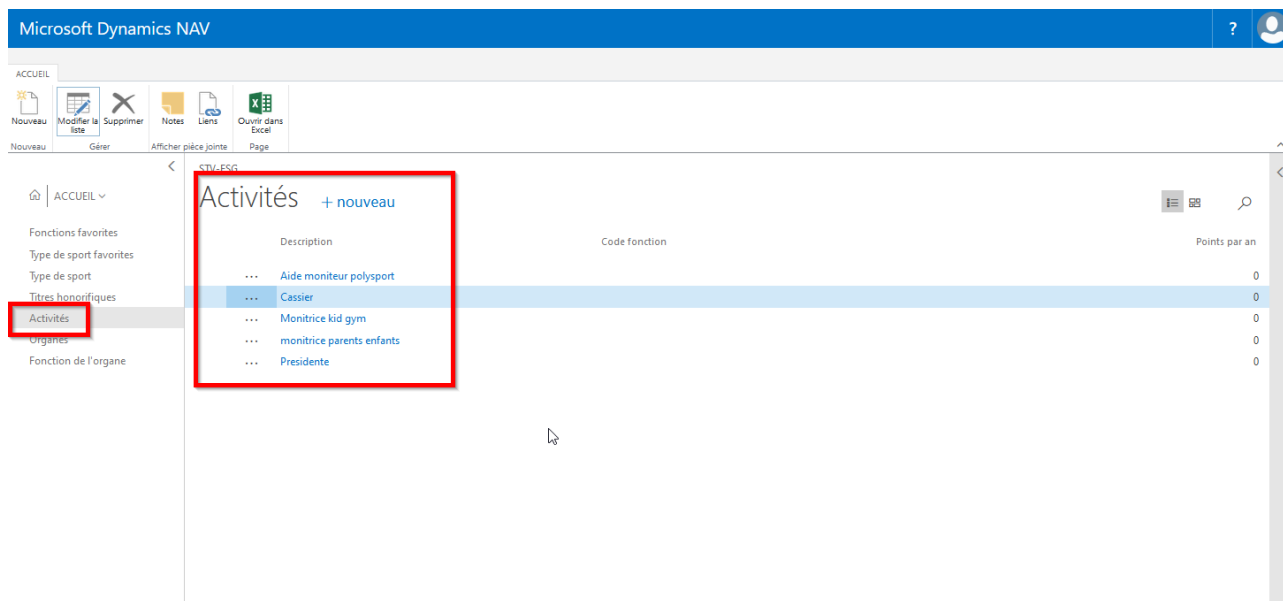 Microsoft Dynamics NAV ?
ACCUEIL
Nouveau Modifier la liste Supprimer Notes Liens Ouvrir dans Excel
Nouveau Gérer Afficher pièce jointe Page
STV-FSG
ACCUEIL
Activités + nouveau
Fonctions favorites
Type de sport favorites
Type de sport
Titres honorifiques
Activités
Organes
Fonction de l'organe
Description Code fonction Points par an
... Aide moniteur polysport 0
... Cassier 0
... Monitrice kid gym 0
... monitrice parents enfants 0
... Presidente 0